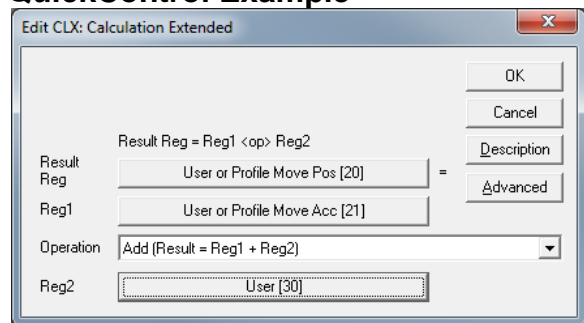 QuickControl Example
Edit CLX: Calculation Extended
OK
Cancel
Result Reg = Reg1 <op> Reg2
Description
Result
Reg
User or Profile Move Pos [20]
=
Advanced
Reg1
User or Profile Move Acc [21]
Operation
Add (Result = Reg1 + Reg2)
Reg2
User [30]